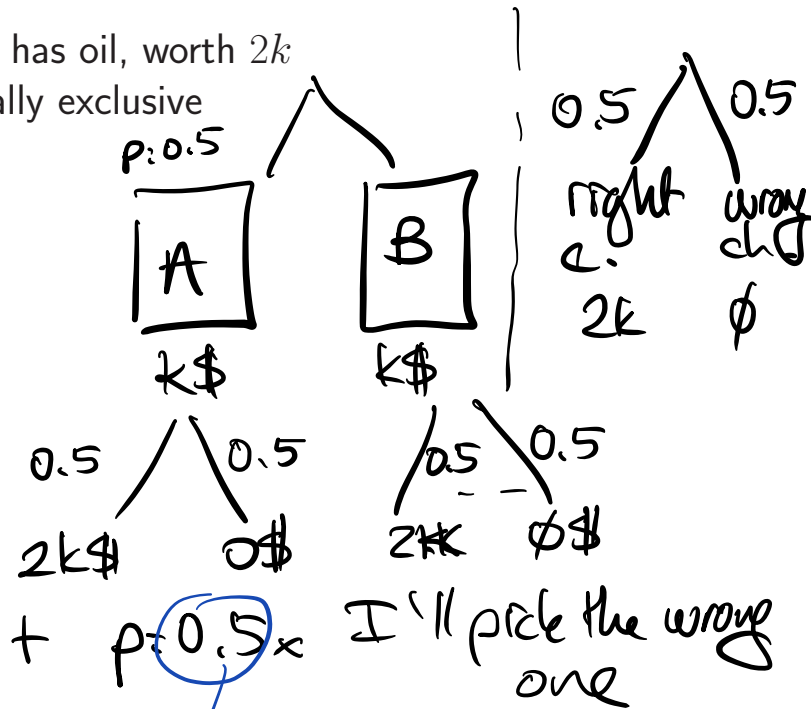 has oil, worth 2k
ally exclusive
0.5 0.5
p:0.5
right wrong
A B
c. ch
2k ϕ
k$ k$
0.5 0.5 0.5 0.5
2k$ 0$ 2k ϕ$
+ p:0.5x I'll pick the wrong
one